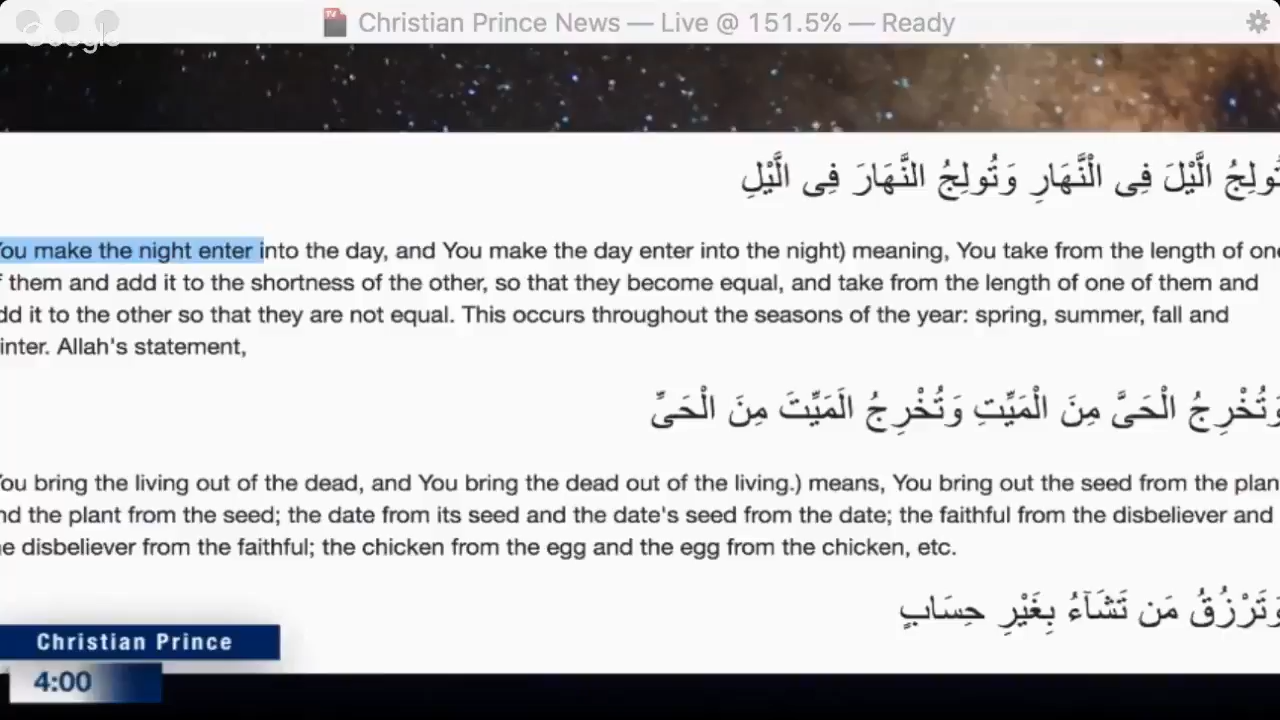 Christian Prince News — Live @ 151.5% — Ready
Google
تُولِجُ الَّيْلَ فِى الْنَّهَارِ وَتُولِجُ النَّهَارَ فِى الَّيْلِ
You make the night enter into the day, and You make the day enter into the night) meaning, You take from the length of one
f them and add it to the shortness of the other, so that they become equal, and take from the length of one of them and
dd it to the other so that they are not equal. This occurs throughout the seasons of the year: spring, summer, fall and
inter. Allah's statement,
وَتُخْرِجُ الْحَىَّ مِنَ الْمَيِّتِ وَتُخْرِجُ الَمَيِّتَ مِنَ الْحَىِّ
You bring the living out of the dead, and You bring the dead out of the living.) means, You bring out the seed from the plan
nd the plant from the seed; the date from its seed and the date's seed from the date; the faithful from the disbeliever and
e disbeliever from the faithful; the chicken from the egg and the egg from the chicken, etc.
وَتَرْزُقُ مَن تَشَآءُ بِغَيْرِ حِسَابٍ
Christian Prince
4:00